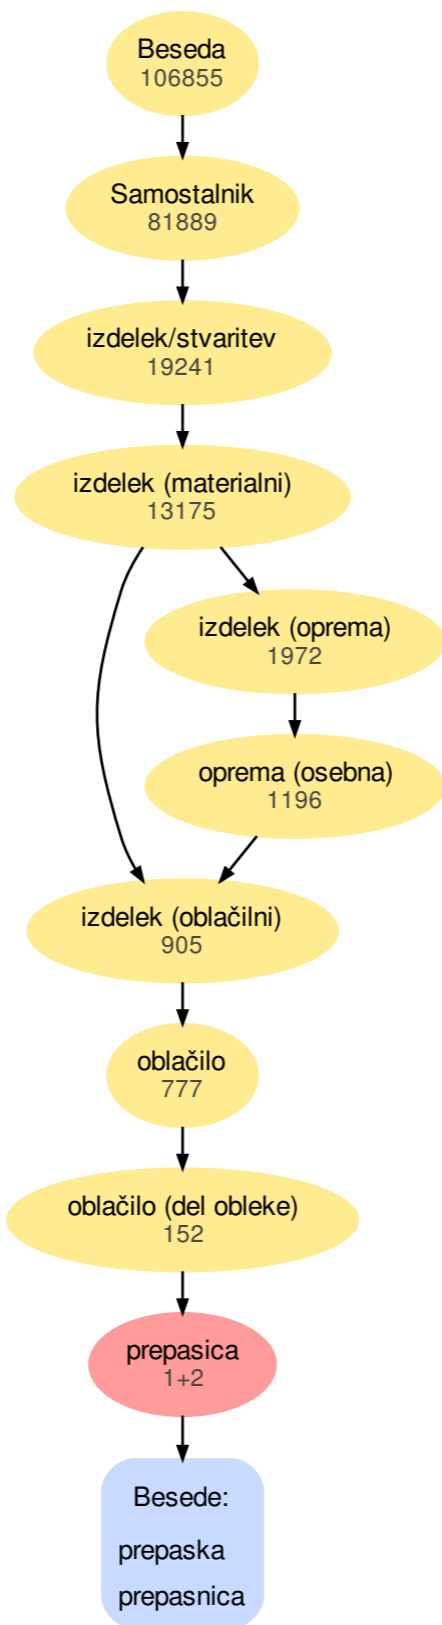 Beseda
106855
Samostalnik
81889
izdelek/stvaritev
19241
izdelek (materialni)
13175
izdelek (oprema)
1972
oprema (osebna)
1196
izdelek (oblačilni)
905
oblačilo
777
oblačilo (del obleke)
152
prepasica
1+2
Besede:
prepaska
prepasnica